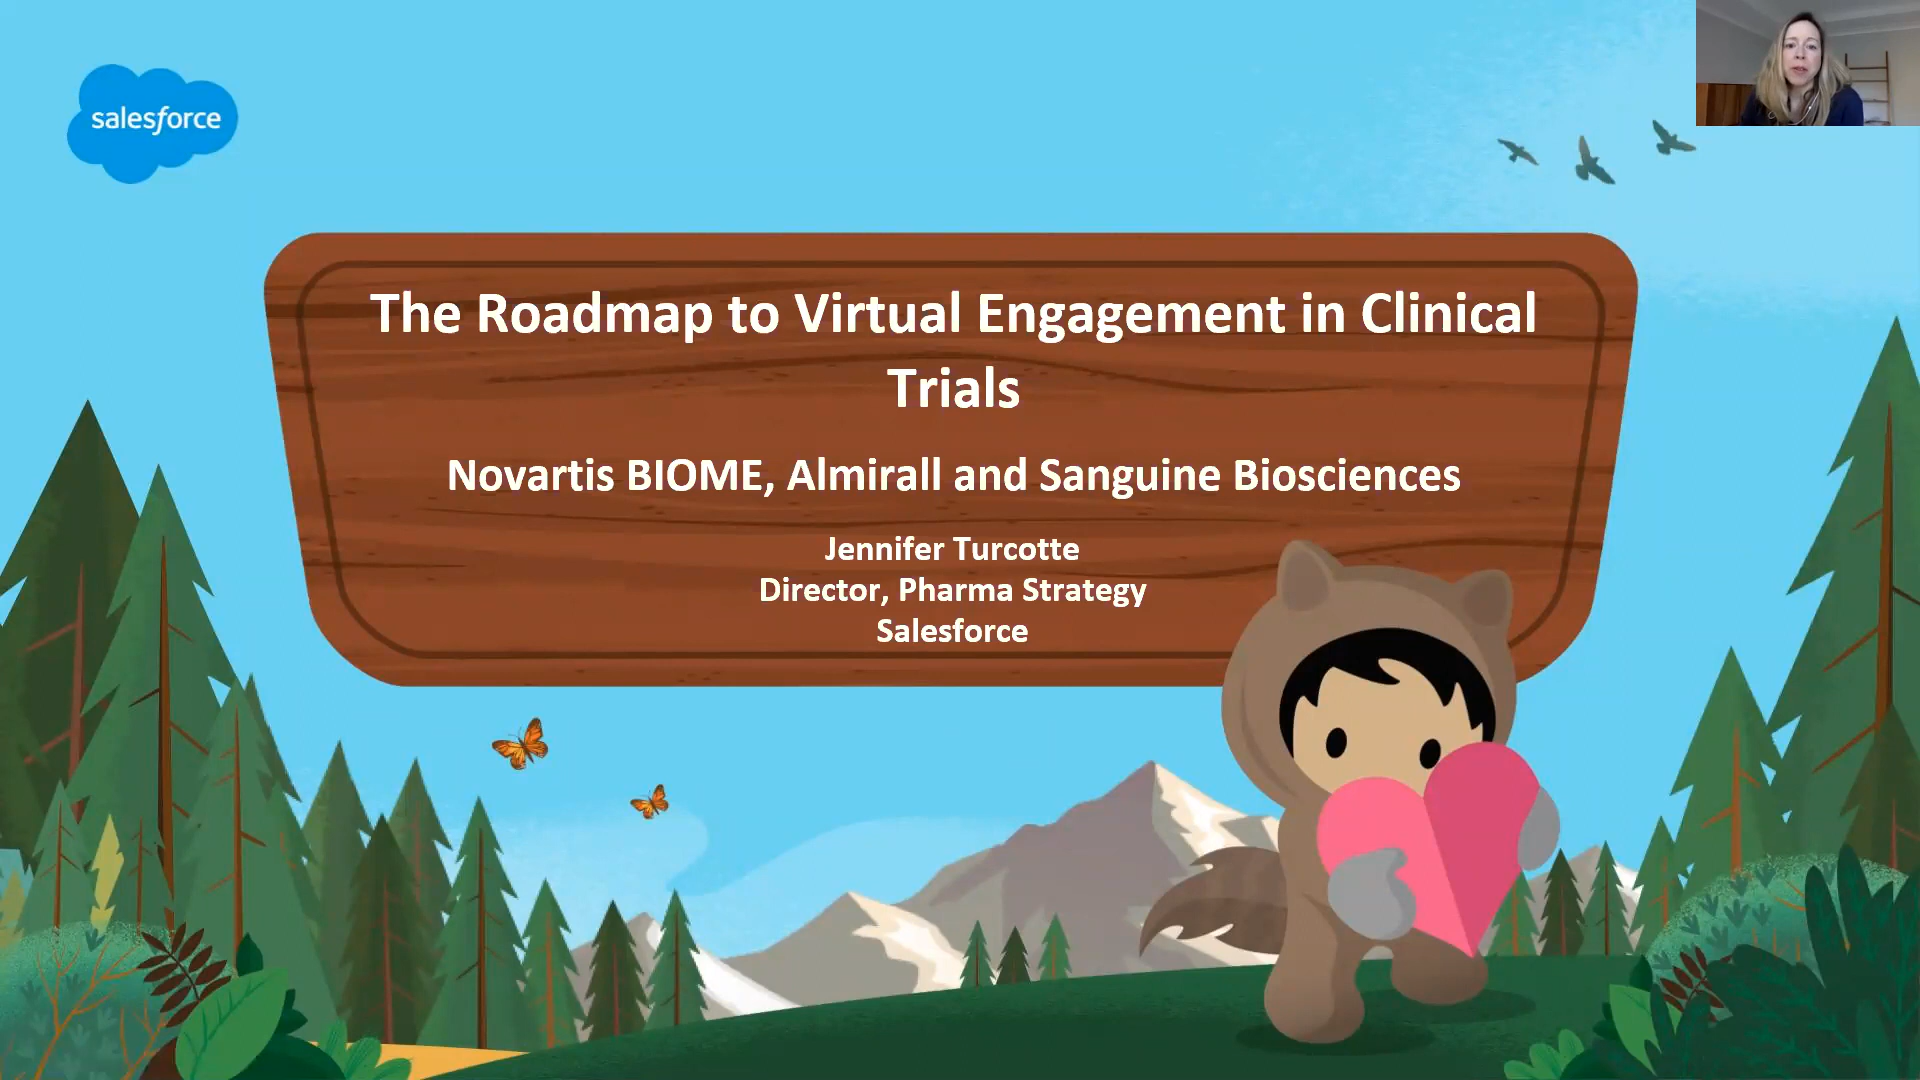 salesforce
The Roadmap to Virtual Engagement in Clinical
Trials
Novartis BIOME, Almirall and Sanguine Biosciences
Jennifer Turcotte
Director, Pharma Strategy
Salesforce